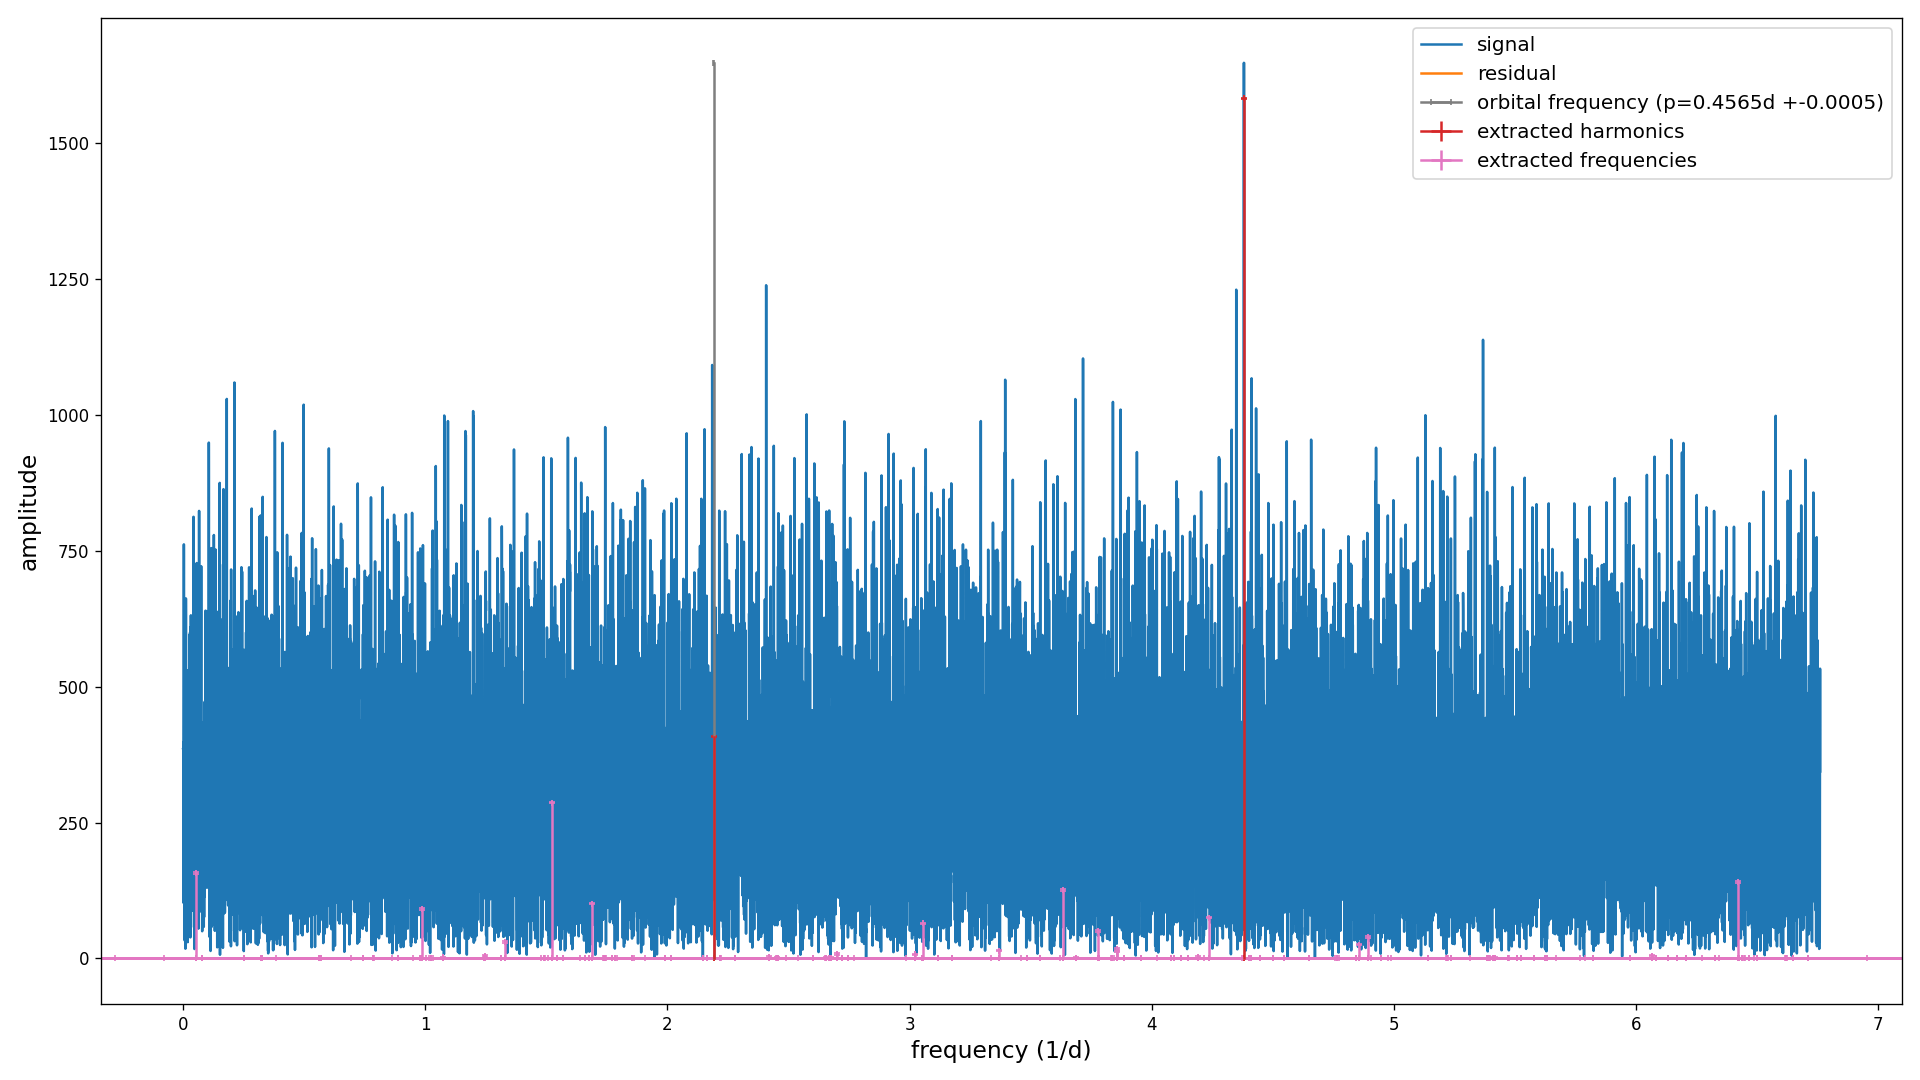 signal
residual
orbital frequency (p=0.4565d +-0.0005)
extracted harmonics
extracted frequencies
1500
1250
1000
750
500
250
0
amplitude
0 1 2 3 4 5 6 7
frequency (1/d)